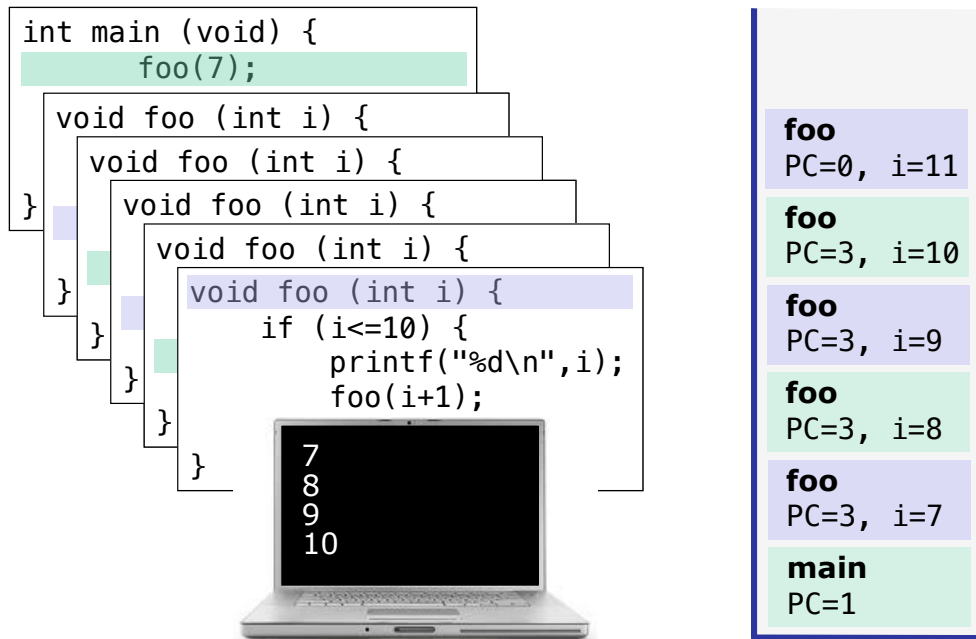 int main (void) {
foo(7);
}
void foo (int i) {
}
void foo (int i) {
}
void foo (int i) {
}
void foo (int i) {
}
void foo (int i) {
if (i<=10) {
printf("%d\n",i);
foo(i+1);
}
7
8
9
10
foo
PC=0, i=11
foo
PC=3, i=10
foo
PC=3, i=9
foo
PC=3, i=8
foo
PC=3, i=7
main
PC=1